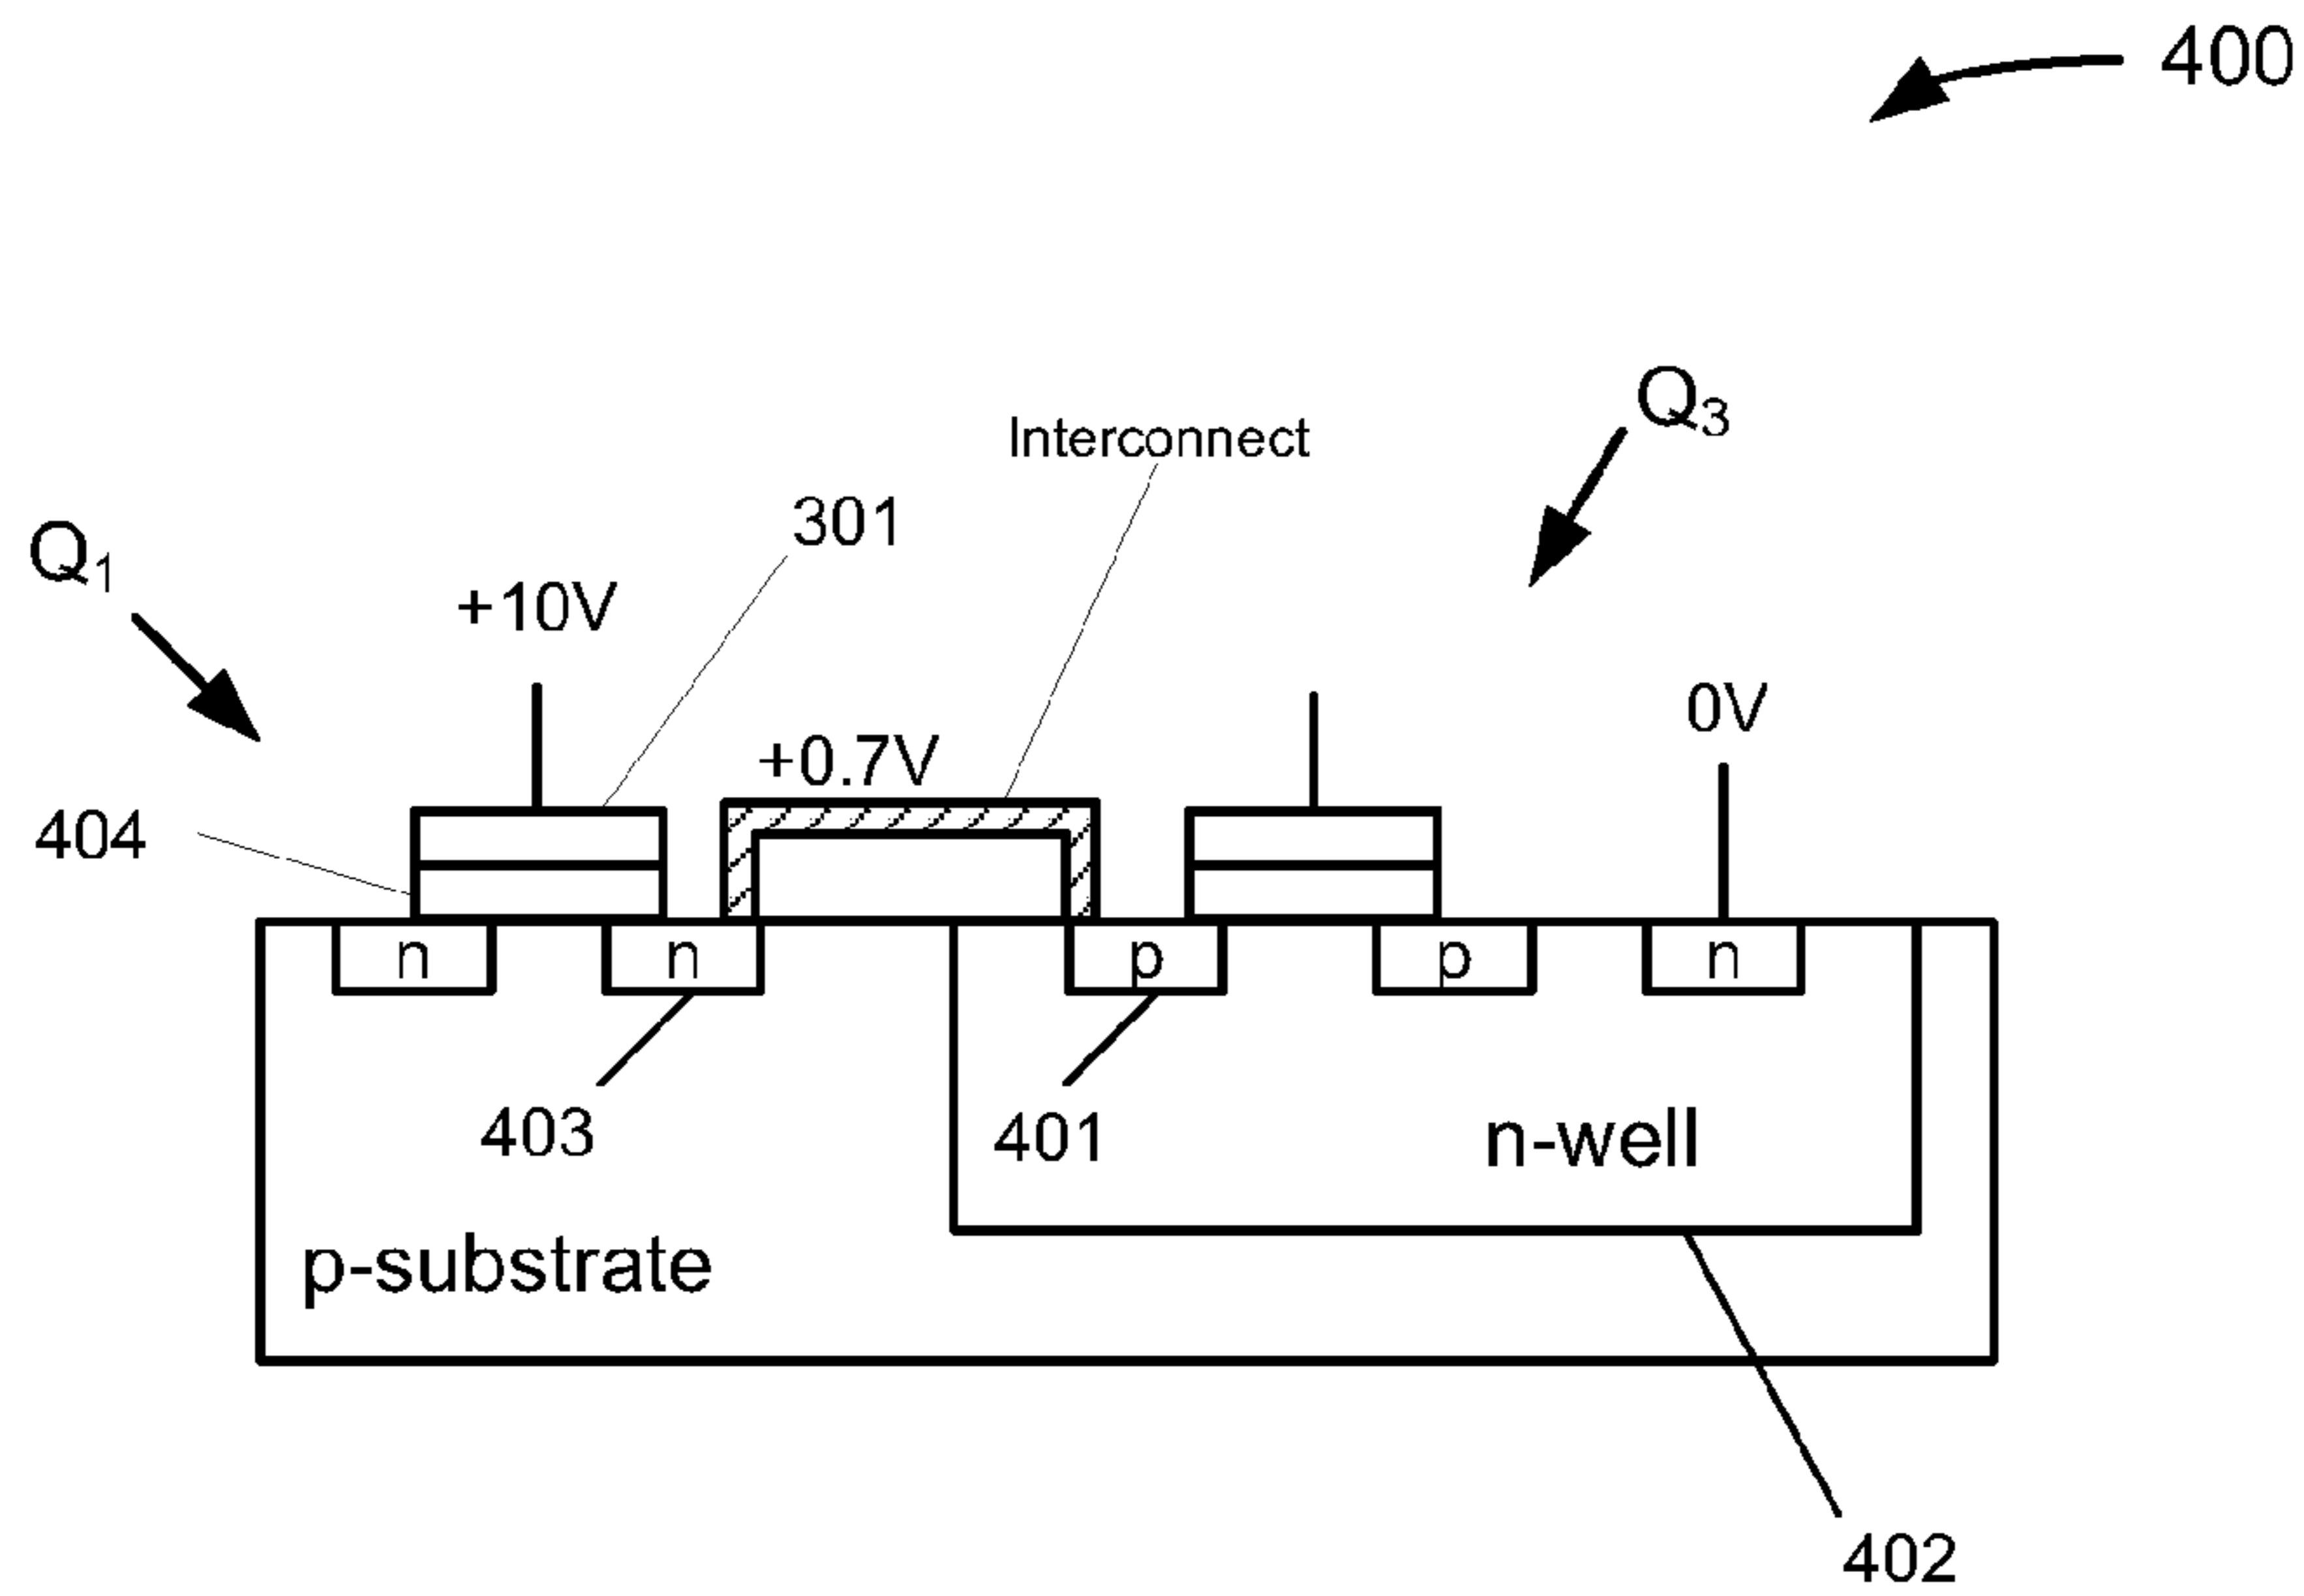 400
Q3
Interconnect
301
Q1
+10V
0V
+0.7V
404
n
n
p
p
n
403
401
n-well
p-substrate
402